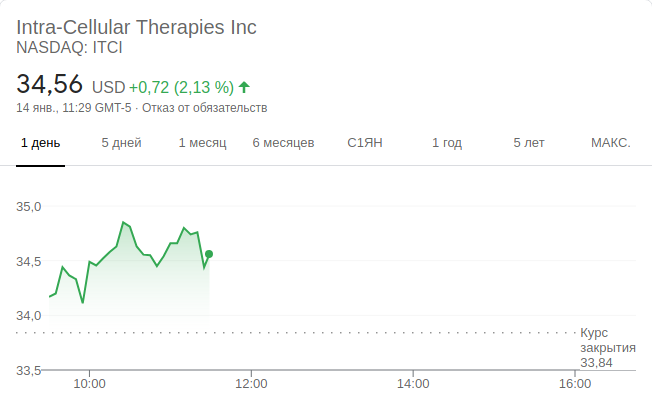 Intra-Cellular Therapies Inc
NASDAQ: ITCI
34,56 USD +0,72 (2,13 %)
14 янв., 11:29 GMT-5 · Отказ от обязательств
1 день 5 дней 1 месяц 6 месяцев С1ЯН 1 год 5 лет МАКС.
35,0
34,5
34,0
Курс
закрытия
33,84
33,5
10:00 12:00 14:00 16:00